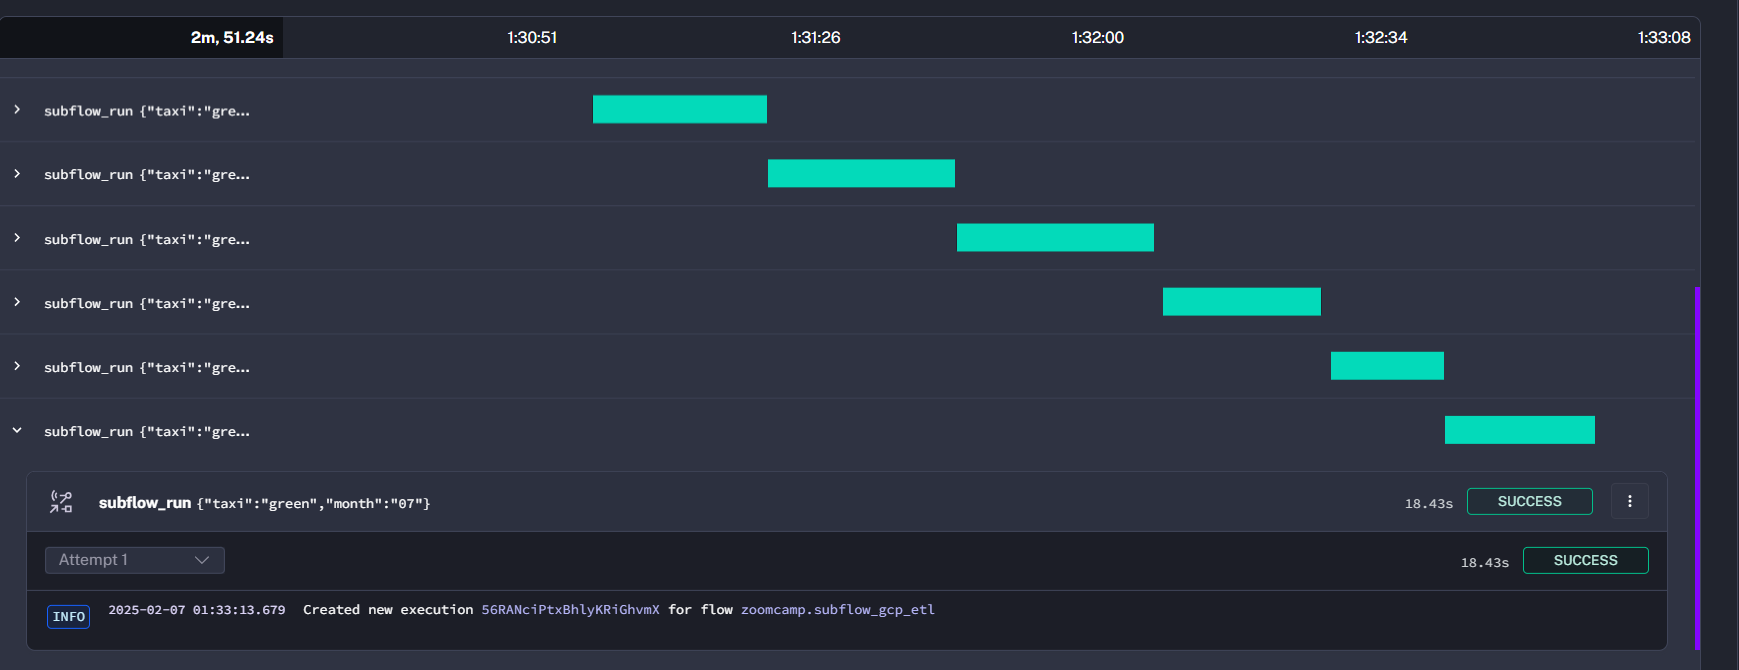 2m, 51.24s 1:30:51 1:31:26 1:32:00 1:32:34 1:33:08
subflow_run {"taxi":"gre...
subflow_run {"taxi":"gre...
subflow_run {"taxi":"gre...
subflow_run {"taxi":"gre...
subflow_run {"taxi":"gre...
subflow_run {"taxi":"gre...
subflow_run {"taxi":"green","month":"07"} 18.43s SUCCESS
Attempt 1 18.43s SUCCESS
INFO 2025-02-07 01:33:13.679 Created new execution 56RANciPtxBhlyKRiGhvmX for flow zoomcamp.subflow_gcp_etl